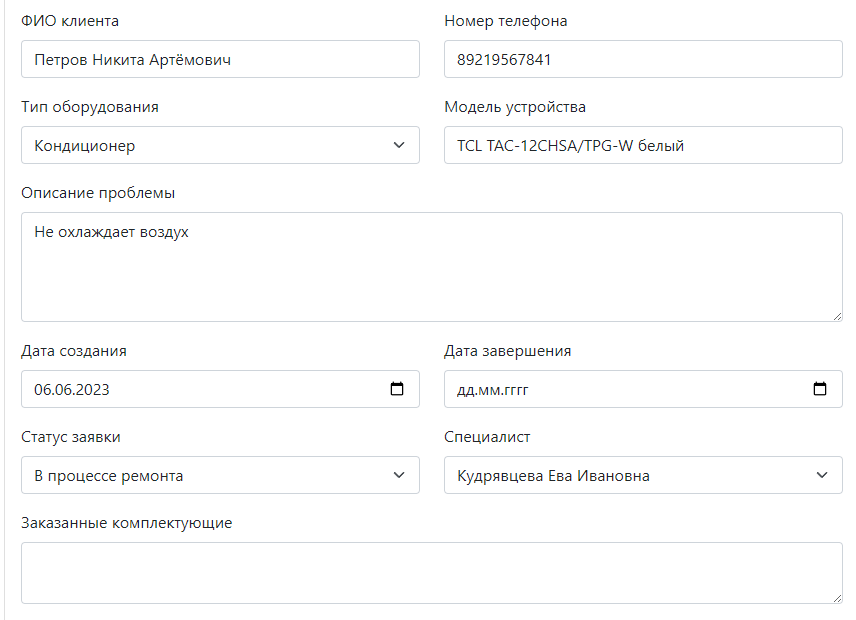 ФИО клиента
Номер телефона
Петров Никита Артёмович
89219567841
Тип оборудования
Модель устройства
Кондиционер
TCL TAC-12CHSA/TPG-W белый
Описание проблемы
Не охлаждает воздух
Дата создания
Дата завершения
06.06.2023
дд.мм.гггг
Статус заявки
Специалист
В процессе ремонта
Кудрявцева Ева Ивановна
Заказанные комплектующие